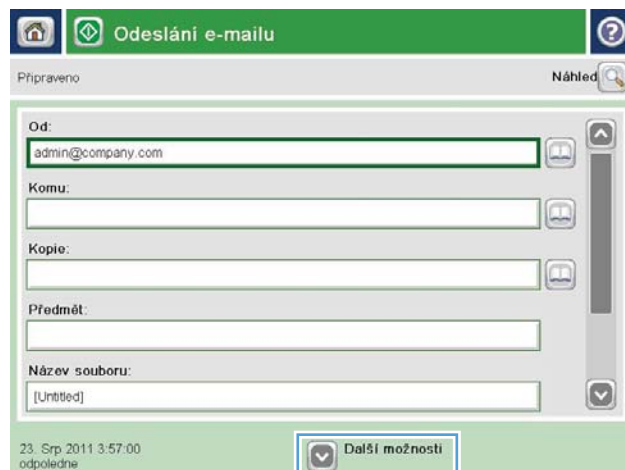 Odeslání e-mailu
Připraveno
Náhled
Od:
admin@company.com
Komu:
Kopie:
Předmět:
Název souboru:
[Untitled]
23. Srp 2011 3:57:00
odpoledne
Další možnosti